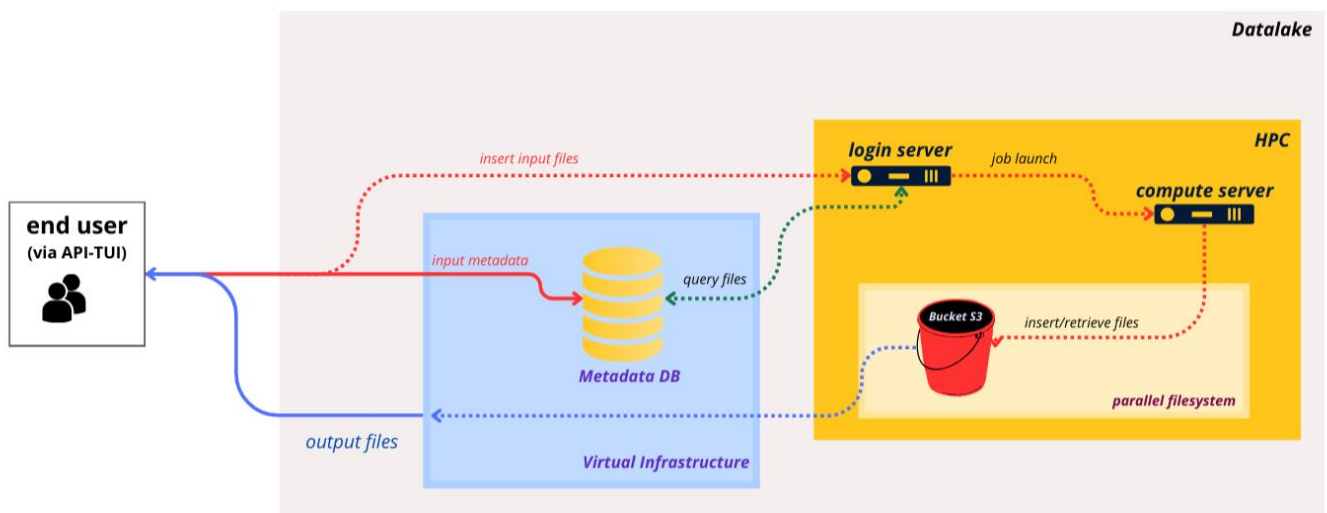 Datalake
HPC
login server
insert input files
job launch
compute server
end user
(via API-TUI)
input metadata
query files
Bucket S3
insert/retrieve files
Metadata DB
parallel filesystem
output files
Virtual Infrastructure